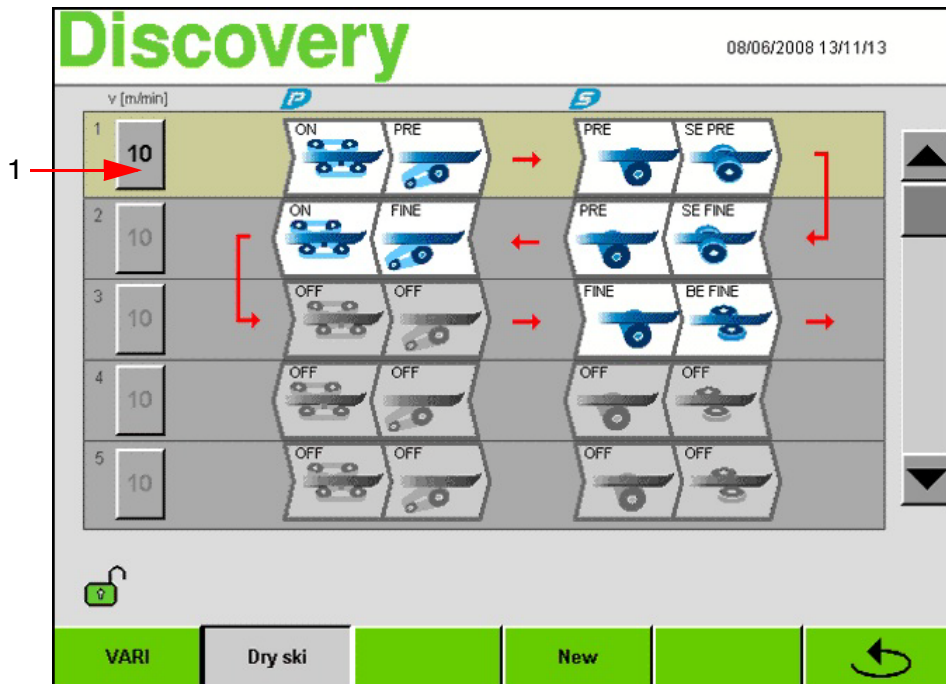 Discovery
08/06/2008 13/11/13
v [m/min]
P
S
1
1
10
ON
PRE
PRE
SE PRE
2
10
ON
FINE
PRE
SE FINE
3
10
OFF
OFF
FINE
BE FINE
4
10
OFF
OFF
OFF
OFF
5
10
OFF
OFF
OFF
OFF
VARI
Dry ski
New